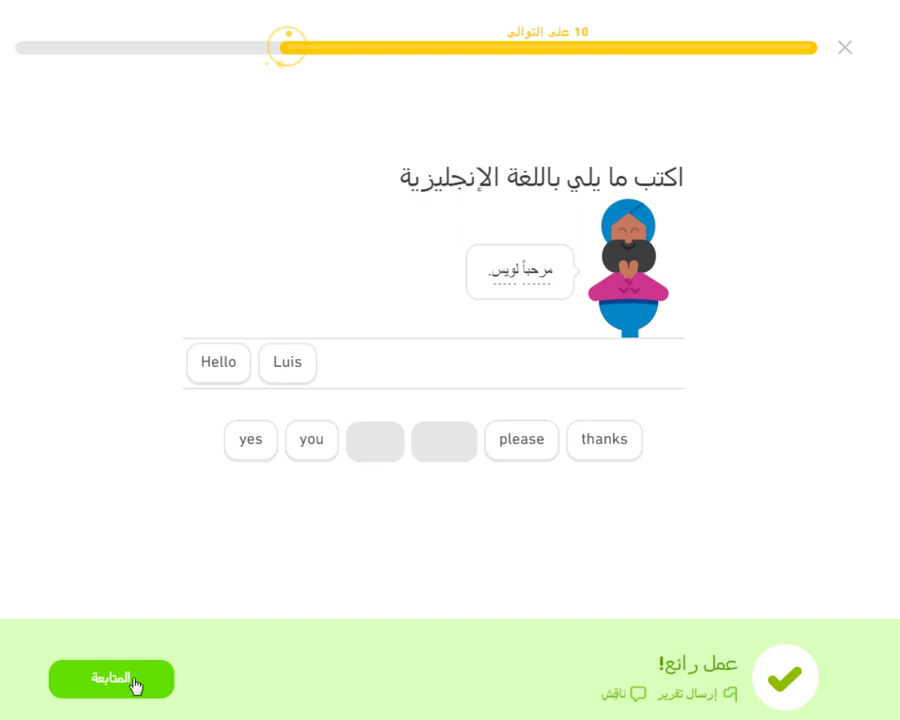 10 على التوالي
اكتب ما يلي باللغة الإنجليزية
مرحباً لويس.
Hello Luis
yes you please thanks
عمل رائع!
إرسال تقرير ناقِش
المتابعة